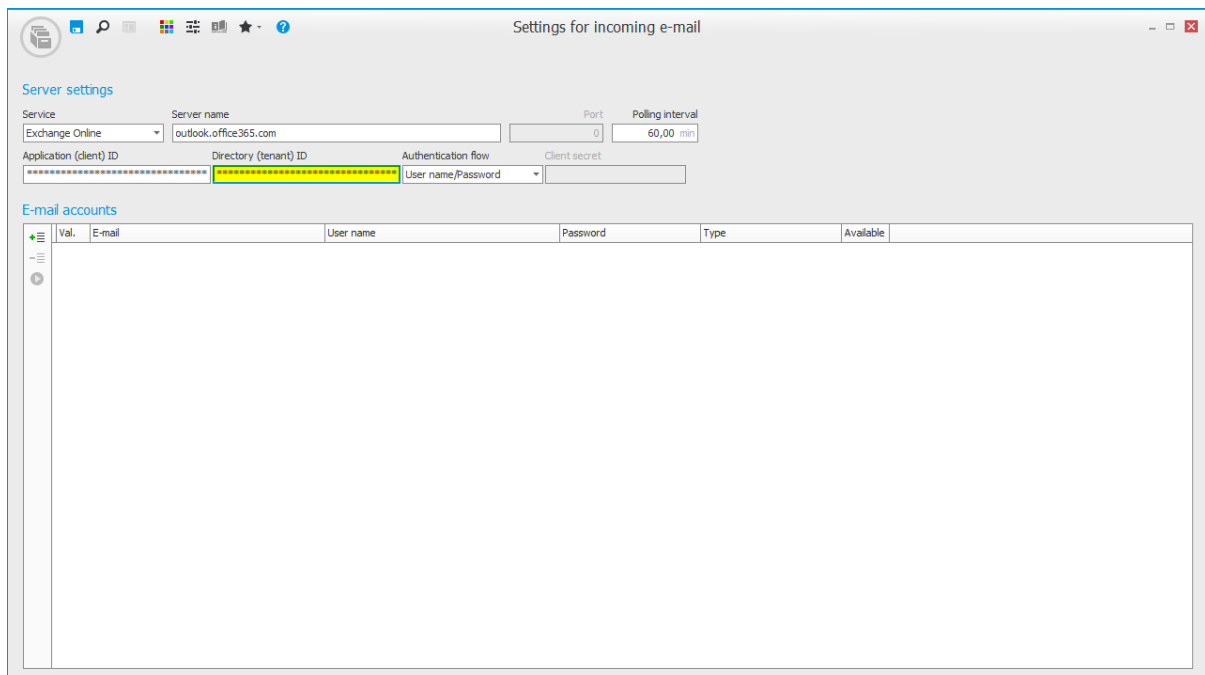 Settings for incoming e-mail
Server settings
Service Server name Port Polling interval
Exchange Online outlook.office365.com 0 60,00 min
Application (client) ID Directory (tenant) ID Authentication flow Client secret
******************************** ******************************** User name/Password
E-mail accounts
Val. E-mail User name Password Type Available